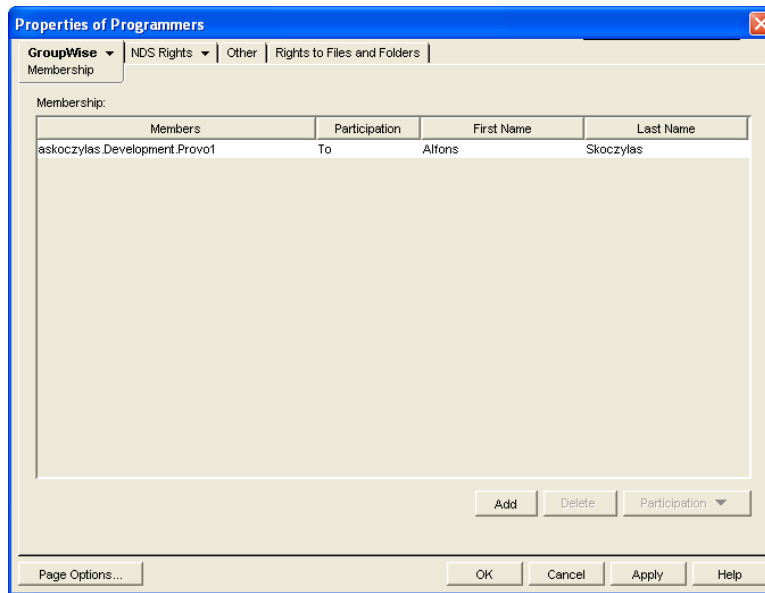 Properties of Programmers
GroupWise NDS Rights Other Rights to Files and Folders
Membership
Membership:
Members Participation First Name Last Name
askoczylas.Development.Provo1 To Alfons Skoczylas
Add Delete Participation
Page Options... OK Cancel Apply Help